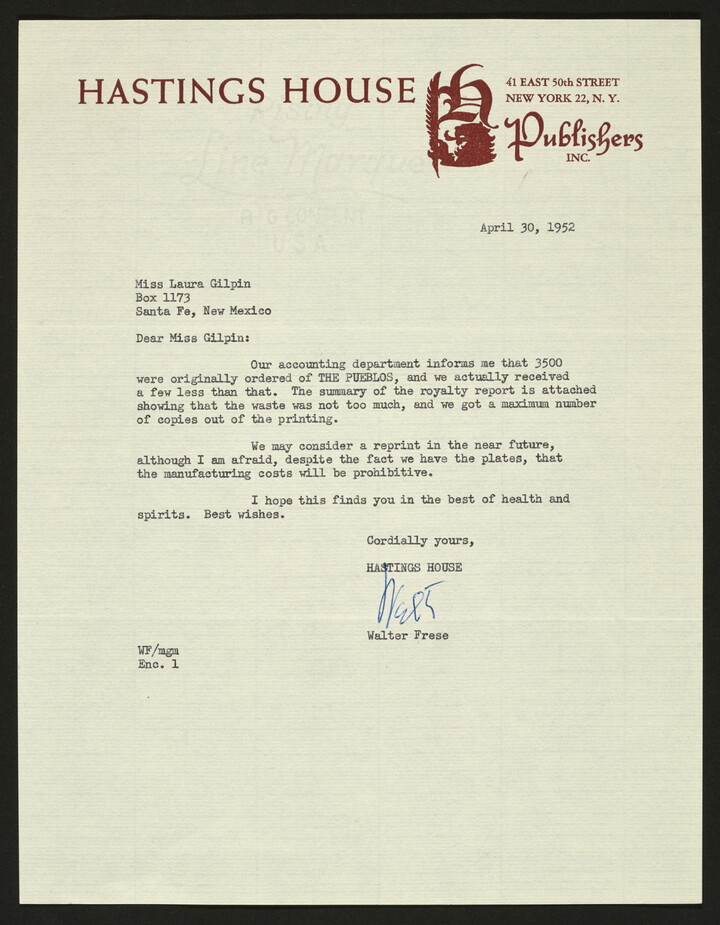 HASTINGS HOUSE
H
41 EAST 50th STREET
NEW YORK 22, N. Y.
Publishers
INC.
April 30, 1952
Miss Laura Gilpin
Box 1173
Santa Fe, New Mexico
Dear Miss Gilpin:
Our accounting department informs me that 3500
were originally ordered of THE PUEBLOS, and we actually received
a few less than that. The summary of the royalty report is attached
showing that the waste was not too much, and we got a maximum number
of copies out of the printing.
We may consider a reprint in the near future,
although I am afraid, despite the fact we have the plates, that
the manufacturing costs will be prohibitive.
I hope this finds you in the best of health and
spirits. Best wishes.
Cordially yours,
HASTINGS HOUSE
Walt
Walter Frese
WF/mgm
Enc. 1